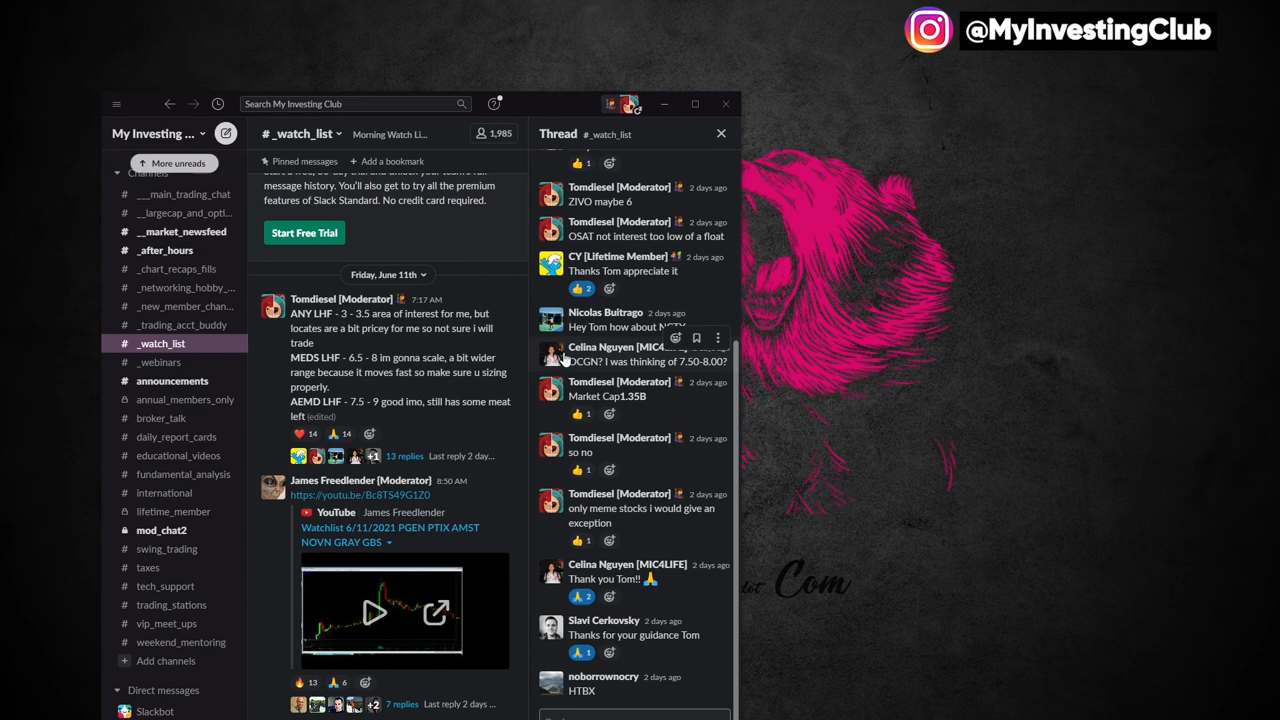 @MyInvestingClub
Search My Investing Club
My Investing ...
# _watch_list
Morning Watch Li...
1,985
Thread # _watch_list
More unreads
Channels
Pinned messages
Add a bookmark
# ___main_trading_chat
# __largecap_and_opti...
# __market_newsfeed
# _after_hours
# _chart_recaps_fills
# _networking_hobby_...
# _new_member_chan...
# _trading_acct_buddy
# _watch_list
# _webinars
# announcements
annual_members_only
# broker_talk
# daily_report_cards
# educational_videos
# fundamental_analysis
# international
lifetime_member
mod_chat2
# swing_trading
# taxes
# tech_support
# trading_stations
# vip_meet_ups
# weekend_mentoring
+ Add channels
Direct messages
Slackbot
message history. You'll also get to try all the premium
features of Slack Standard. No credit card required.
Start Free Trial
Friday, June 11th
Tomdiesel [Moderator] 7:17 AM
ANY LHF - 3 - 3.5 area of interest for me, but
locates are a bit pricey for me so not sure i will
trade
MEDS LHF - 6.5 - 8 im gonna scale, a bit wider
range because it moves fast so make sure u sizing
properly.
AEMD LHF - 7.5 - 9 good imo, still has some meat
left (edited)
14 14
+1 13 replies Last reply 2 day...
James Freedlender [Moderator] 8:50 AM
https://youtu.be/Bc8TS49G1Z0
YouTube James Freedlender
Watchlist 6/11/2021 PGEN PTIX AMST
NOVN GRAY GBS
13 6
+2 7 replies Last reply 2 days ...
1
Tomdiesel [Moderator] 2 days ago
ZIVO maybe 6
Tomdiesel [Moderator] 2 days ago
OSAT not interest too low of a float
CY [Lifetime Member] 2 days ago
Thanks Tom appreciate it
2
Nicolas Buitrago 2 days ago
Hey Tom how about
Celina Nguyen
OCGN? I was thinking of 7.50-8.00?
Tomdiesel [Moderator] 2 days ago
Market Cap1.35B
1
Tomdiesel [Moderator] 2 days ago
so no
1
Tomdiesel [Moderator] 2 days ago
only meme stocks i would give an
exception
1
Celina Nguyen [MIC4LIFE] 2 days ago
Thank you Tom!!
2
Slavi Cerkovsky 2 days ago
Thanks for your guidance Tom
1
noborrownocry 2 days ago
HTBX
dot Com